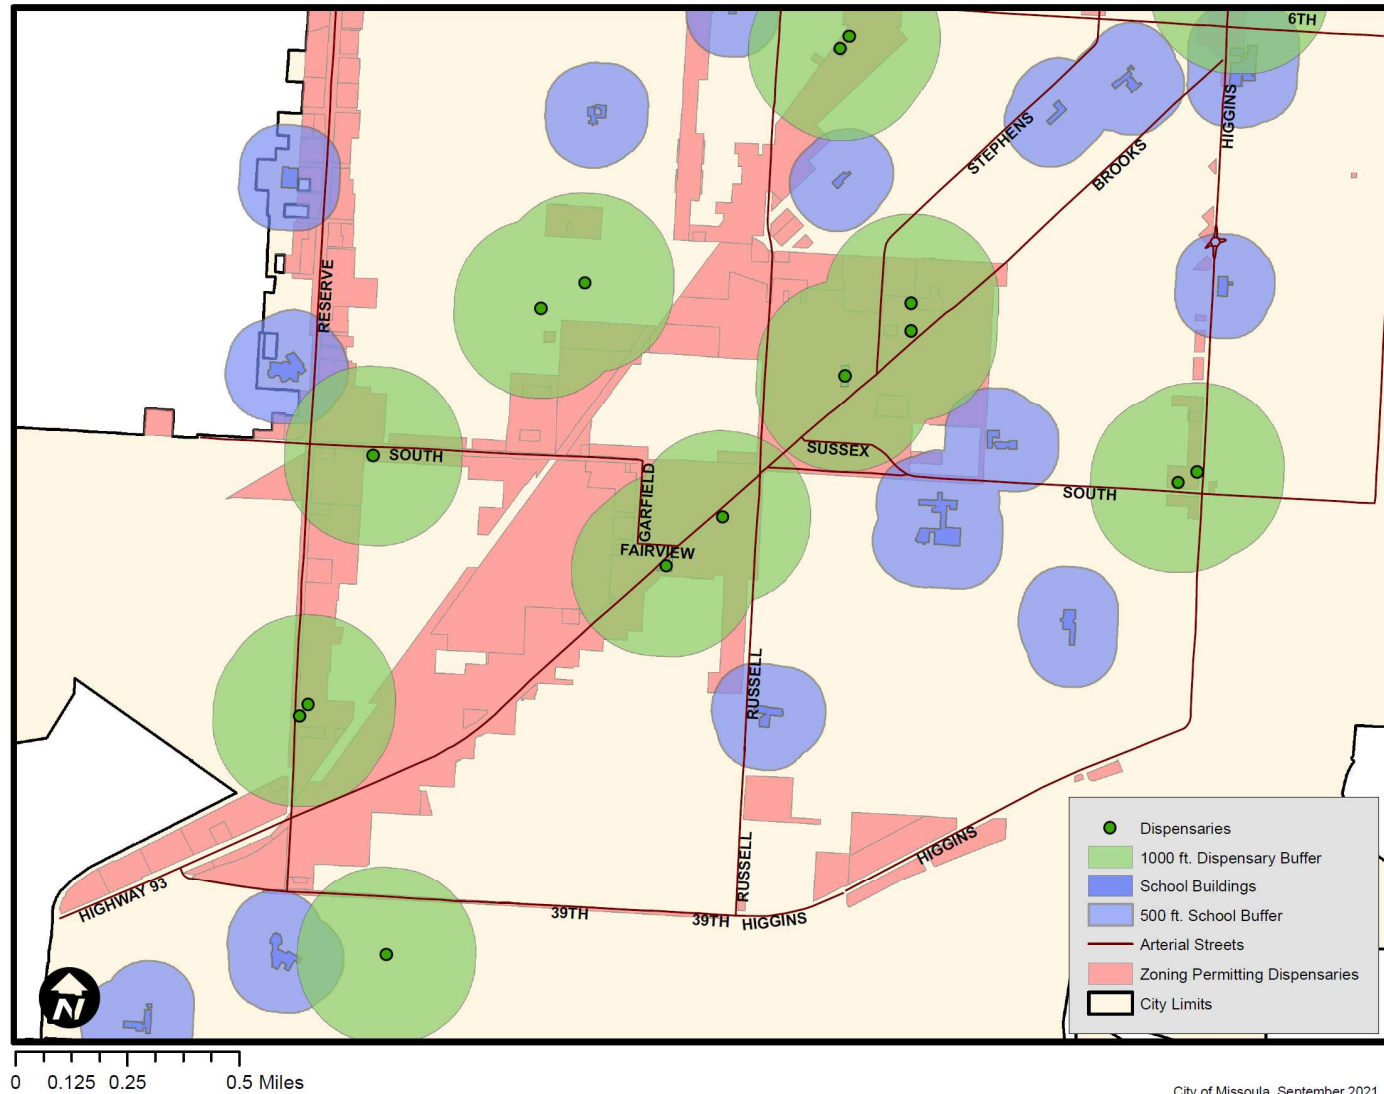 6TH
HIGGINS
STEPHENS
BROOKS
RESERVE
SOUTH
GARFIELD
SUSSEX
SOUTH
FAIRVIEW
RUSSELL
RUSSELL
HIGGINS
HIGHWAY 93
39TH
39TH
HIGGINS
Dispensaries
1000 ft. Dispensary Buffer
School Buildings
500 ft. School Buffer
Arterial Streets
Zoning Permitting Dispensaries
City Limits
N
0 0.125 0.25 0.5 Miles
City of Missoula, September 2021